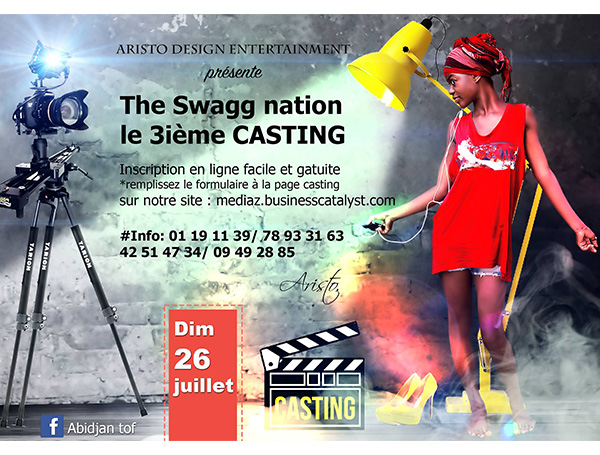 ARISTO DESIGN ENTERTAINMENT
présente
The Swagg nation
le 3ième CASTING
Inscription en ligne facile et gatuite
*remplissez le formulaire à la page casting
sur notre site : mediaz.businesscatalyst.com
#Info: 01 19 11 39/ 78 93 31 63
42 51 47 34/ 09 49 28 85
Aristo
Dim
26
juillet
CASTING
TARION
TARION
f Abidjan tof